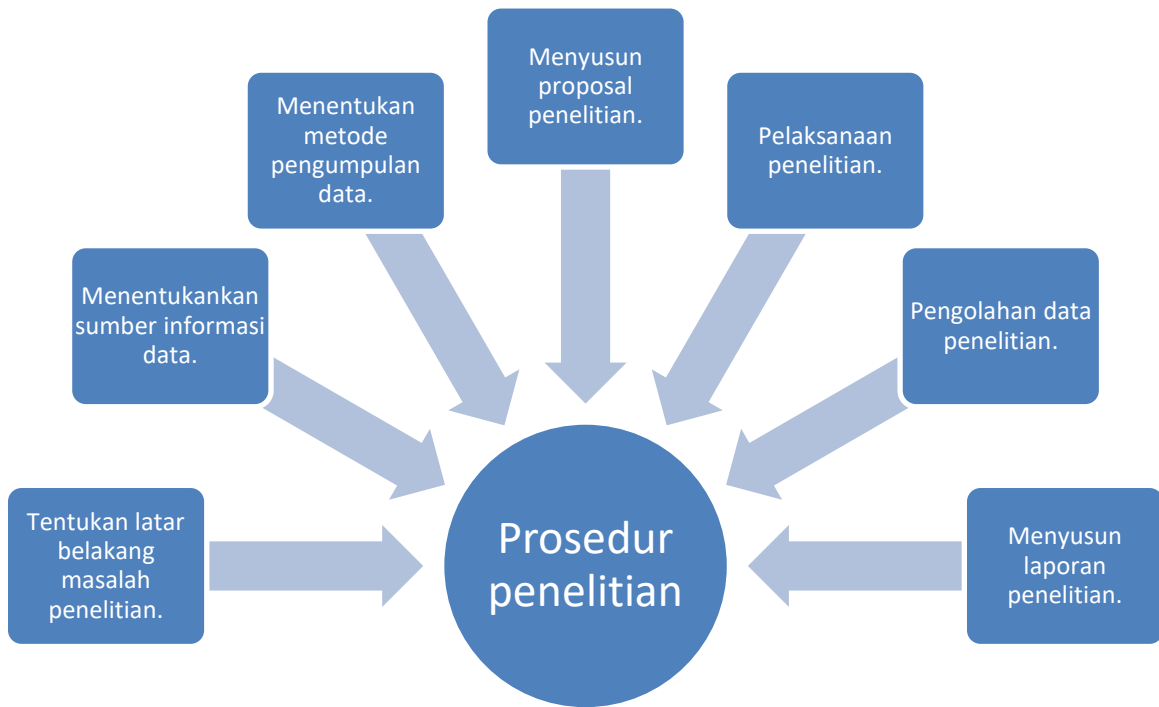 Tentukan latar
belakang
masalah
penelitian.
Menentukankan
sumber informasi
data.
Menentukan
metode
pengumpulan
data.
Menyusun
proposal
penelitian.
Pelaksanaan
penelitian.
Pengolahan data
penelitian.
Menyusun
laporan
penelitian.
Prosedur
penelitian